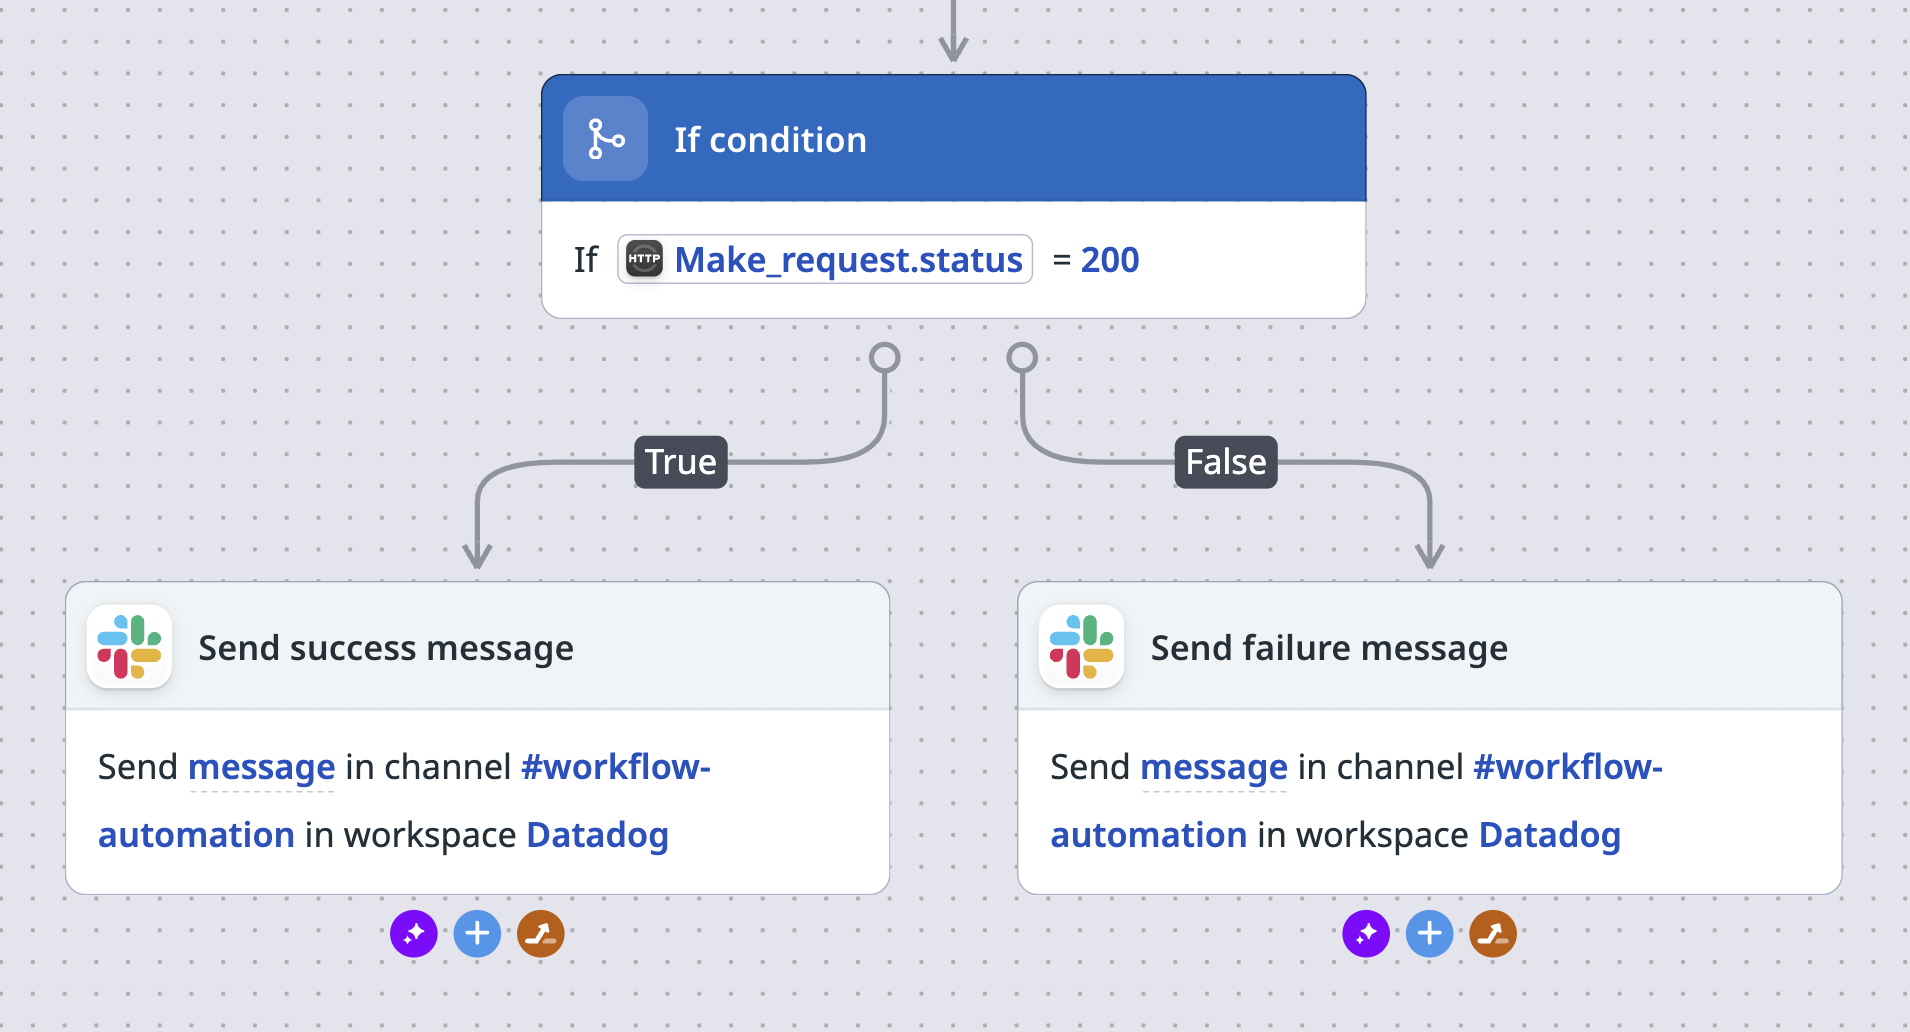 If condition
If HTTP Make_request.status = 200
True
False
Send success message
Send message in channel #workflow-
automation in workspace Datadog
Send failure message
Send message in channel #workflow-
automation in workspace Datadog